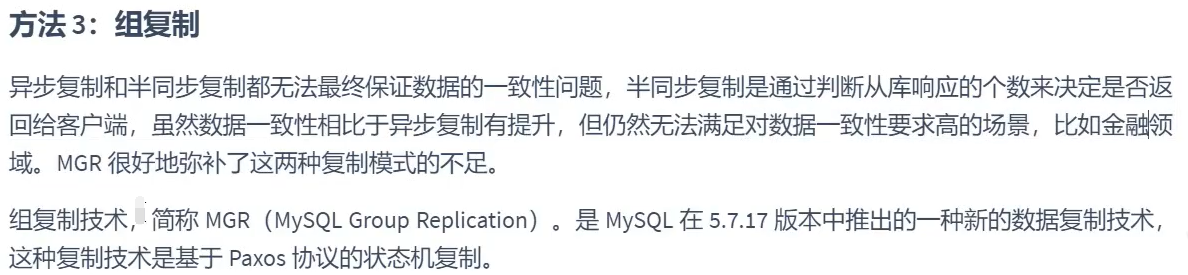 方法 3：组复制
异步复制和半同步复制都无法最终保证数据的一致性问题，半同步复制是通过判断从库响应的个数来决定是否返
回给客户端，虽然数据一致性相比于异步复制有提升，但仍然无法满足对数据一致性要求高的场景，比如金融领
域。MGR 很好地弥补了这两种复制模式的不足。
组复制技术，简称 MGR（MySQL Group Replication）。是 MySQL 在 5.7.17 版本中推出的一种新的数据复制技术，
这种复制技术是基于 Paxos 协议的状态机复制。